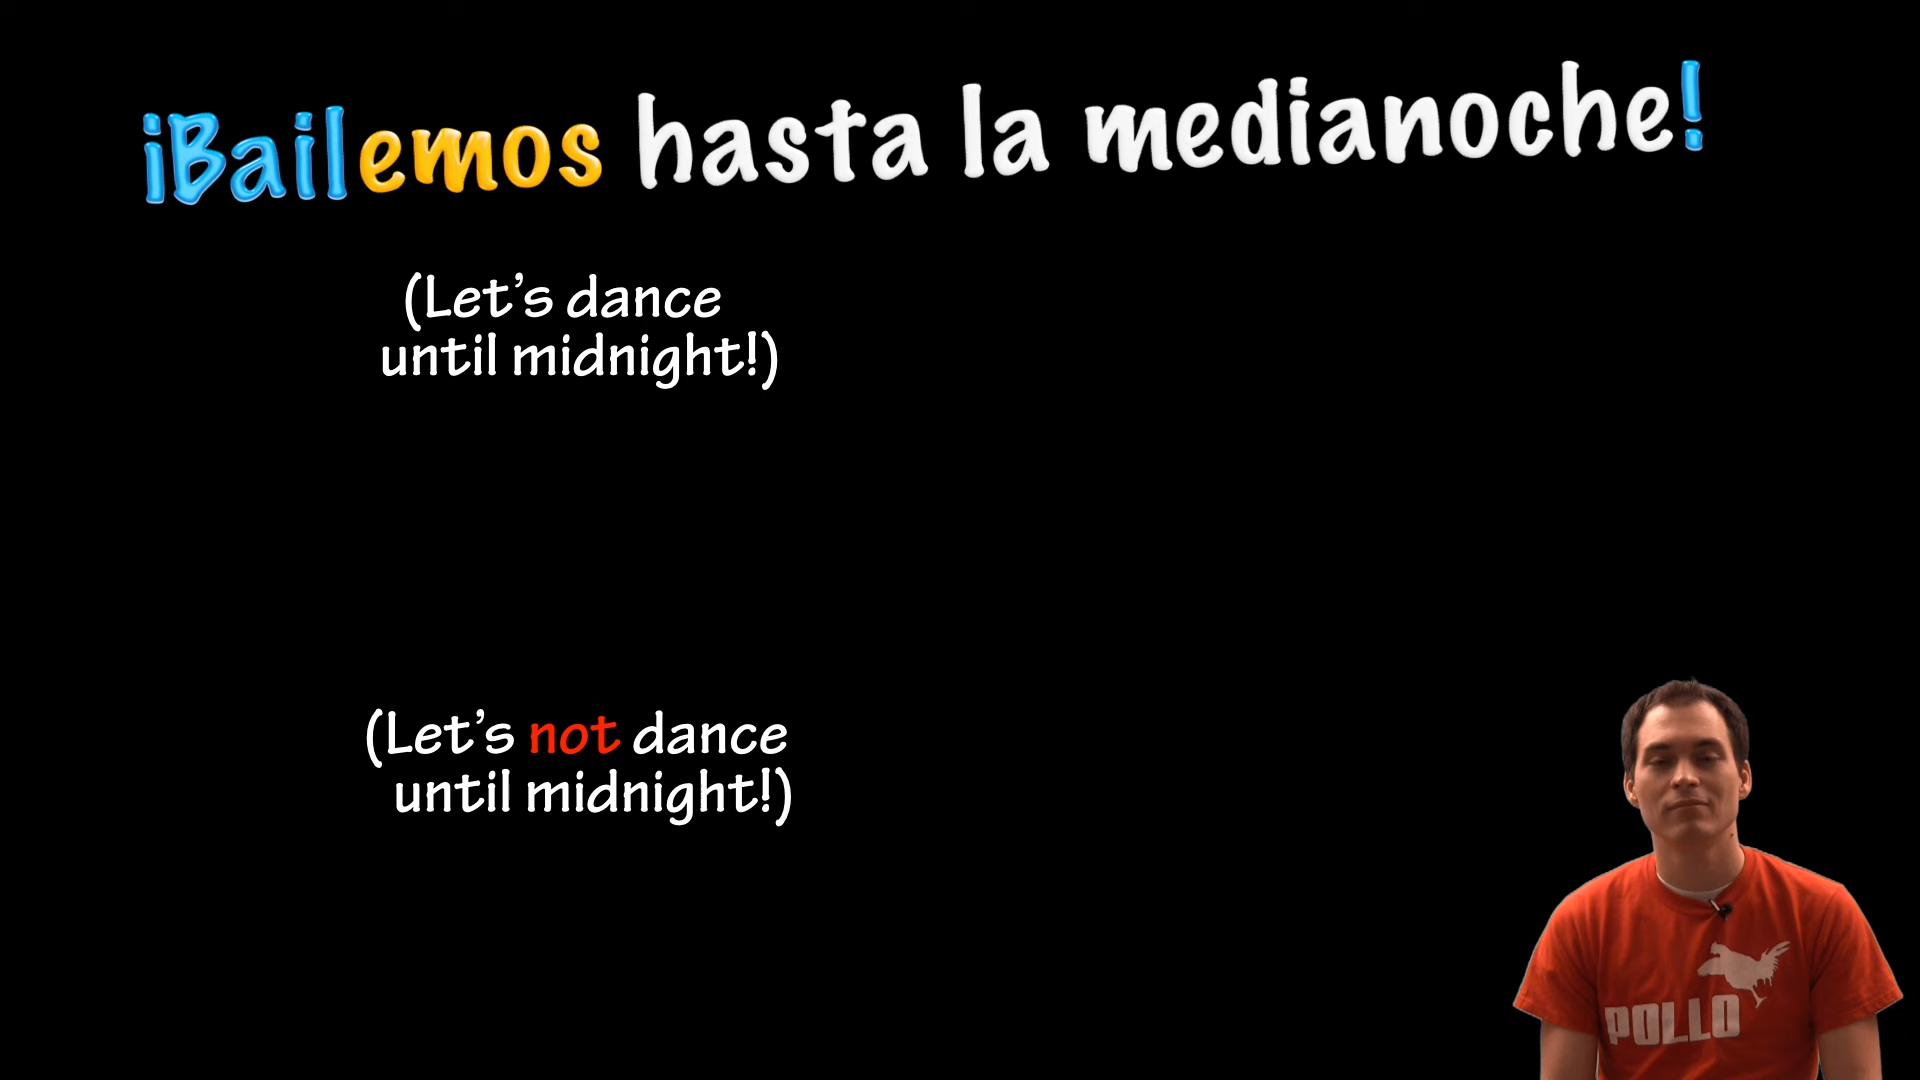 ¡Bailemos hasta la medianoche!
(Let's dance
until midnight!)
(Let's not dance
until midnight!)
POLLO